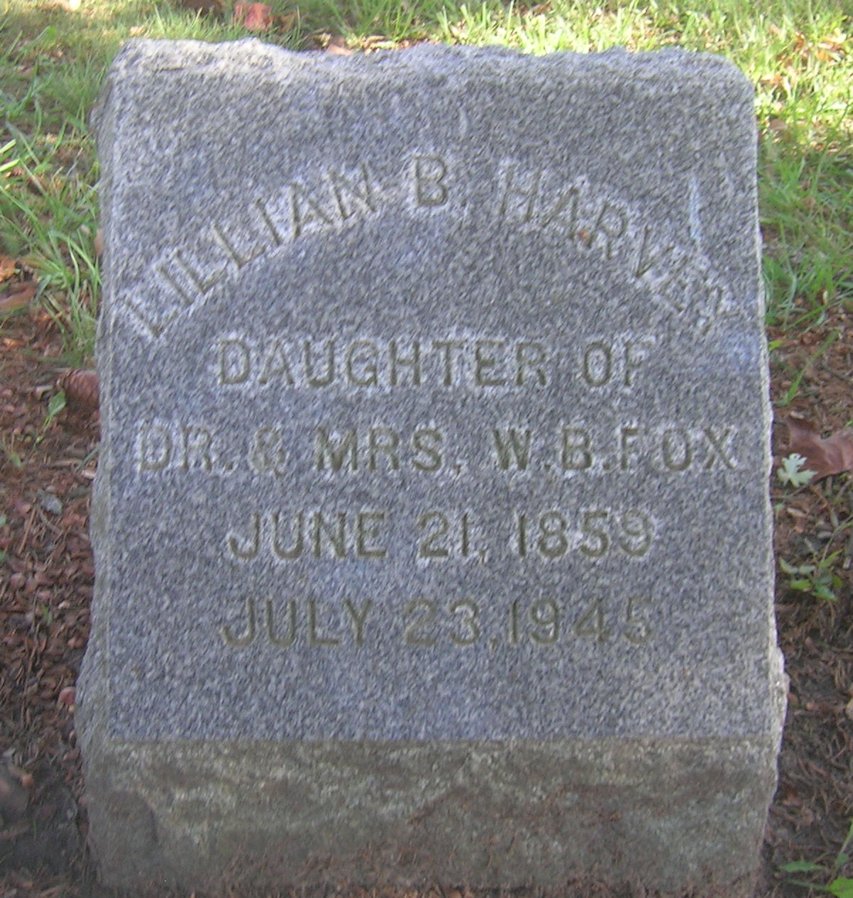 LILLIAN B. HARVEY
DAUGHTER OF
DR. & MRS. W.B.FOX
JUNE 21, 1859
JULY 23, 1945